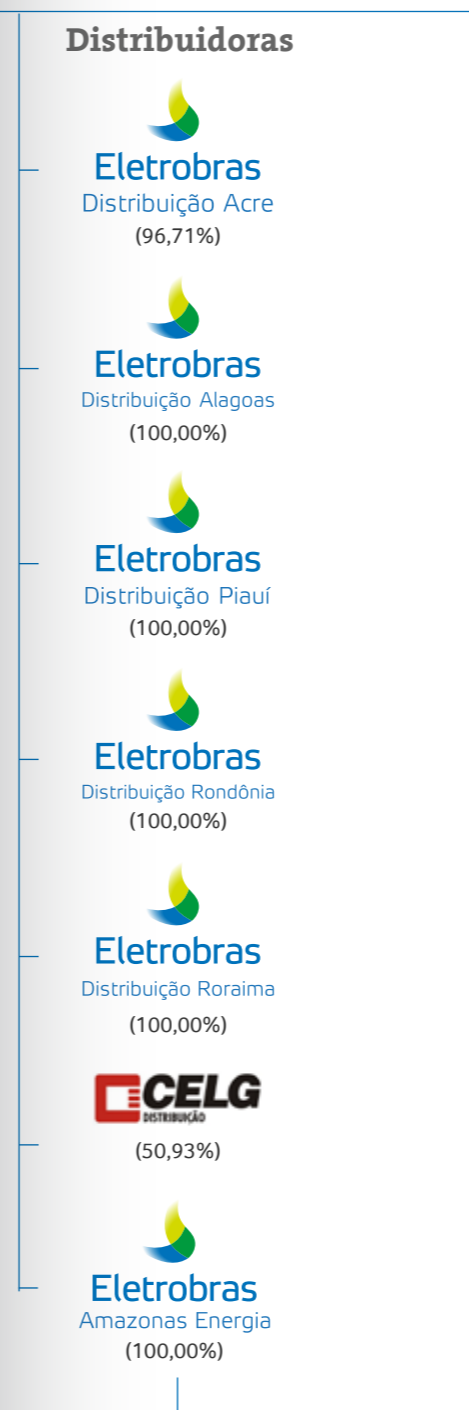 Distribuidoras
Eletrobras
Distribuição Acre
(96,71%)
Eletrobras
Distribuição Alagoas
(100,00%)
Eletrobras
Distribuição Piauí
(100,00%)
Eletrobras
Distribuição Rondônia
(100,00%)
Eletrobras
Distribuição Roraima
(100,00%)
CELG
DISTRIBUIÇÃO
(50,93%)
Eletrobras
Amazonas Energia
(100,00%)